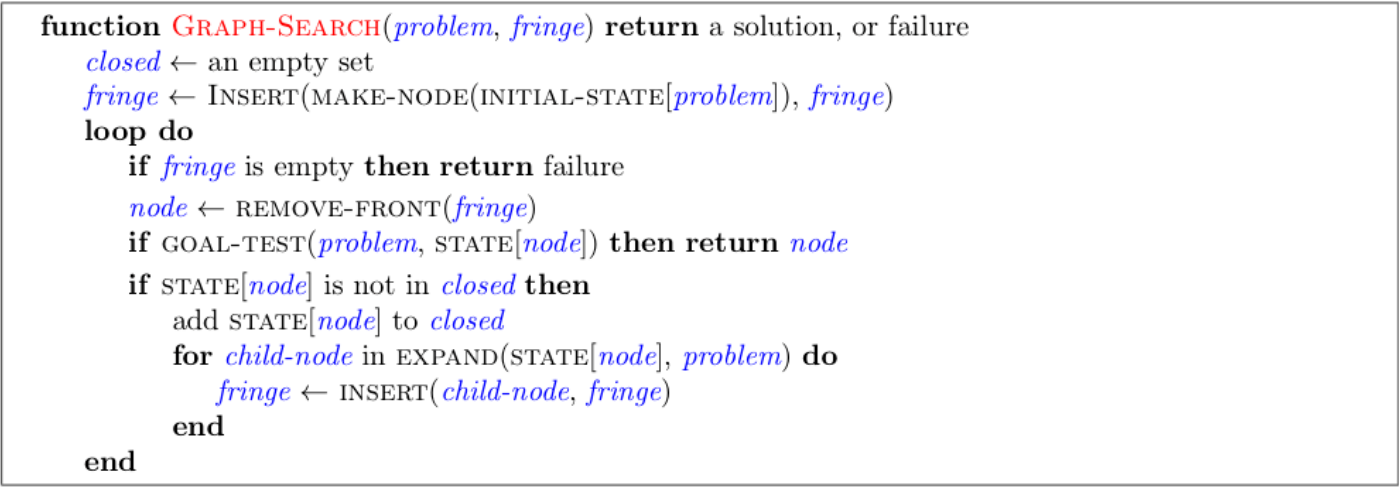 function GRAPH-SEARCH(problem, fringe) return a solution, or failure
closed ← an empty set
fringe ← INSERT(MAKE-NODE(INITIAL-STATE[problem]), fringe)
loop do
if fringe is empty then return failure
node ← REMOVE-FRONT(fringe)
if GOAL-TEST(problem, STATE[node]) then return node
if STATE[node] is not in closed then
add STATE[node] to closed
for child-node in EXPAND(STATE[node], problem) do
fringe ← INSERT(child-node, fringe)
end
end